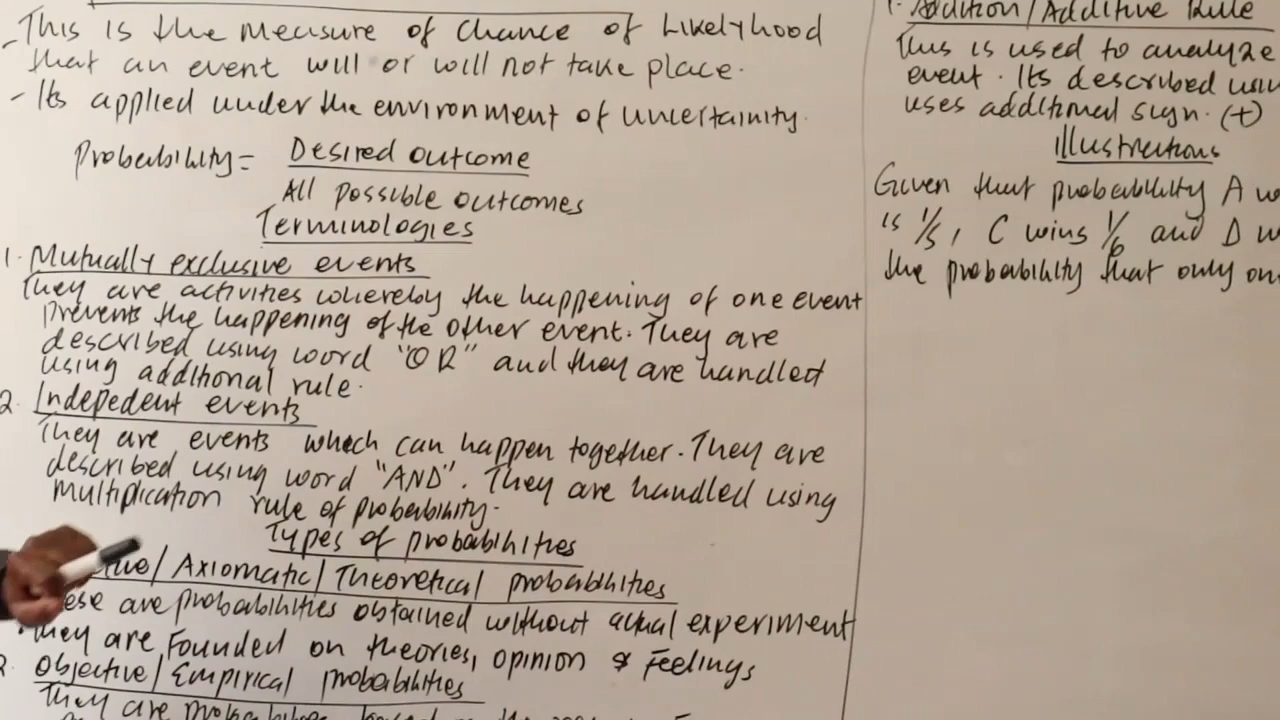 - This is the measure of chance of Likelyhood
that an event will or will not take place.
- Its applied under the environment of uncertainity.
Probability = Desired outcome
All possible outcomes
Terminologies
1. Mutually exclusive events
They are activities whereby the happening of one event
prevents the happening of the other event. They are
described using word "OR" and they are handled
using additional rule.
2. Indepedent events
They are events which can happen together. They are
described using word "AND". They are handled using
multiplication rule of probability.
Types of probabilities
/Axiomatic/Theoretical probabilities
are probabilities obtained without actual experiment
They are Founded on theories, opinion & Feelings
2. Objective/Empirical probabilities
They are
1. Addition/Additive Rule
This is used to analyze
event. Its described
uses additional sign. (+)
Illustrations
Given that probability A
is 1/5, C wins 1/6 and D
the probability that only